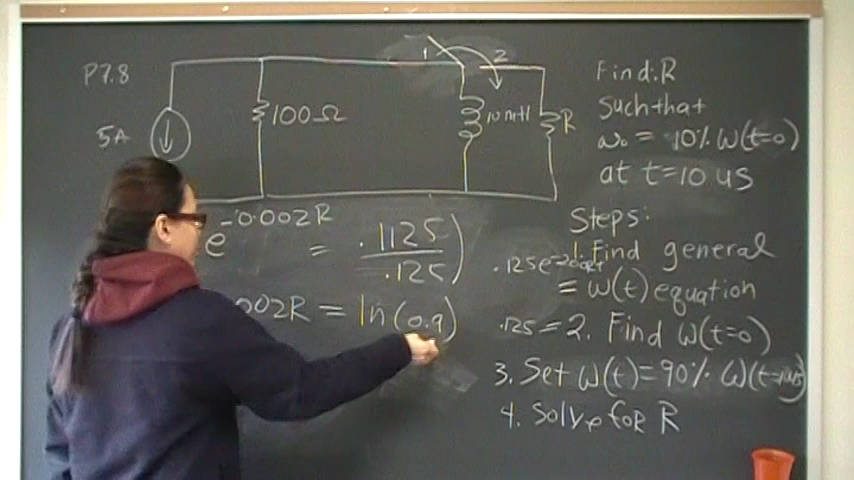 P7.8
5A
100Ω
1
2
10 mH
R
Find: R
Such that
ω₀ = 10% ω(t=0)
at t=10 us
Steps:
1. Find general
= ω(t) equation
2. Find ω(t=0)
3. Set ω(t) = 90% ω(t=10us)
4. Solve for R
.125e
.125 =
e^-0.002R = .1125/.125)
.002R = ln(0.9)